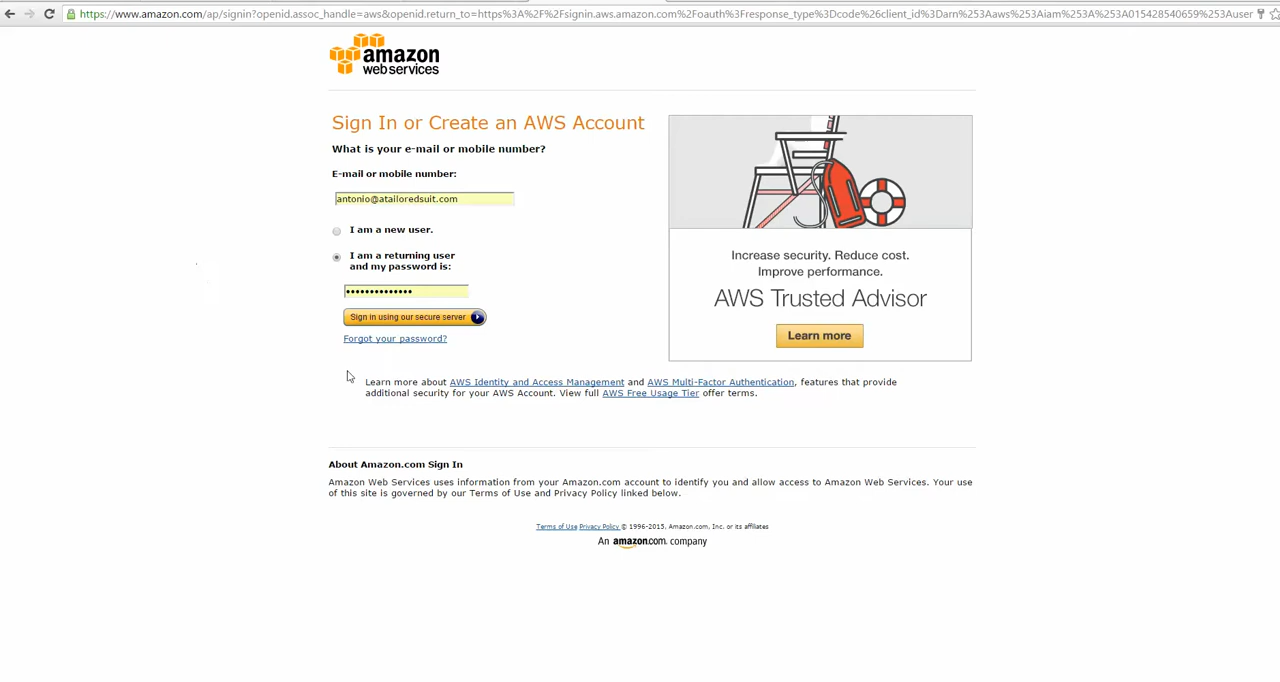 https://www.amazon.com/ap/signin?openid.assoc_handle=aws&openid.return_to=https%3A%2F%2Fsignin.aws.amazon.com%2Foauth%3Fresponse_type%3Dcode%26client_id%3Darn%253Aaws%253Aiam%253A%253A015428540659%253Auser
amazon
web services
Sign In or Create an AWS Account
What is your e-mail or mobile number?
E-mail or mobile number:
antonio@atailoredsuit.com
I am a new user.
I am a returning user
and my password is:
••••••••••••••
Sign in using our secure server
Forgot your password?
Increase security. Reduce cost.
Improve performance.
AWS Trusted Advisor
Learn more
Learn more about AWS Identity and Access Management and AWS Multi-Factor Authentication, features that provide
additional security for your AWS Account. View full AWS Free Usage Tier offer terms.
About Amazon.com Sign In
Amazon Web Services uses information from your Amazon.com account to identify you and allow access to Amazon Web Services. Your use
of this site is governed by our Terms of Use and Privacy Policy linked below.
Terms of Use Privacy Policy © 1996-2015, Amazon.com, Inc. or its affiliates
An amazon.com company